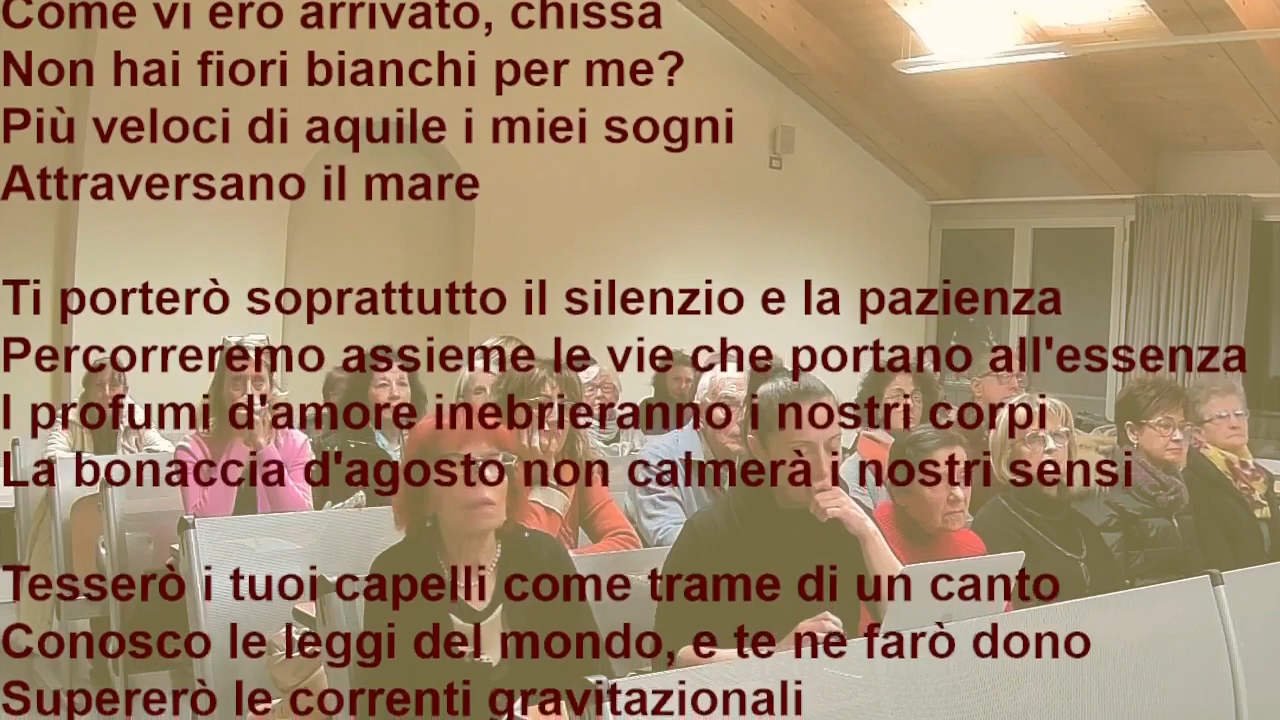 Come vi ero arrivato, chissà
Non hai fiori bianchi per me?
Più veloci di aquile i miei sogni
Attraversano il mare
Ti porterò soprattutto il silenzio e la pazienza
Percorreremo assieme le vie che portano all'essenza
I profumi d'amore inebrieranno i nostri corpi
La bonaccia d'agosto non calmerà i nostri sensi
Tesserò i tuoi capelli come trame di un canto
Conosco le leggi del mondo, e te ne farò dono
Supererò le correnti gravitazionali